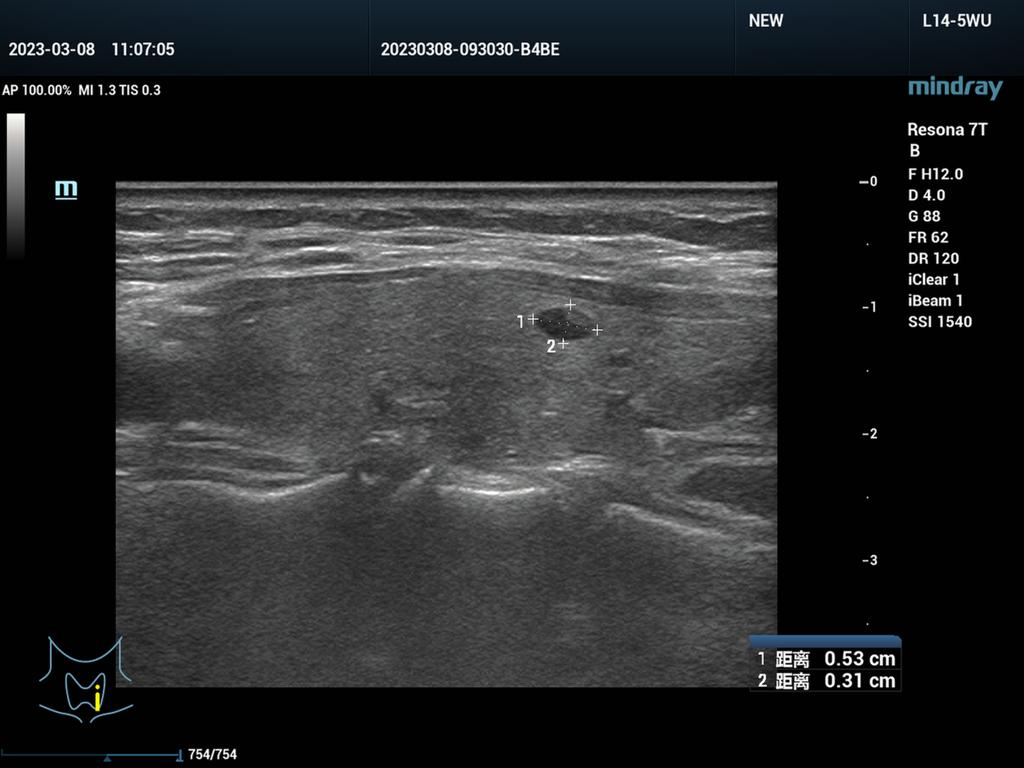 NEW
L14-5WU
2023-03-08 11:07:05
20230308-093030-B4BE
AP 100.00% MI 1.3 TIS 0.3
mindray
Resona 7T
B
F H12.0
D 4.0
G 88
FR 62
DR 120
iClear 1
iBeam 1
SSI 1540
m
0
1
2
3
1
2
1 距离 0.53 cm
2 距离 0.31 cm
754/754